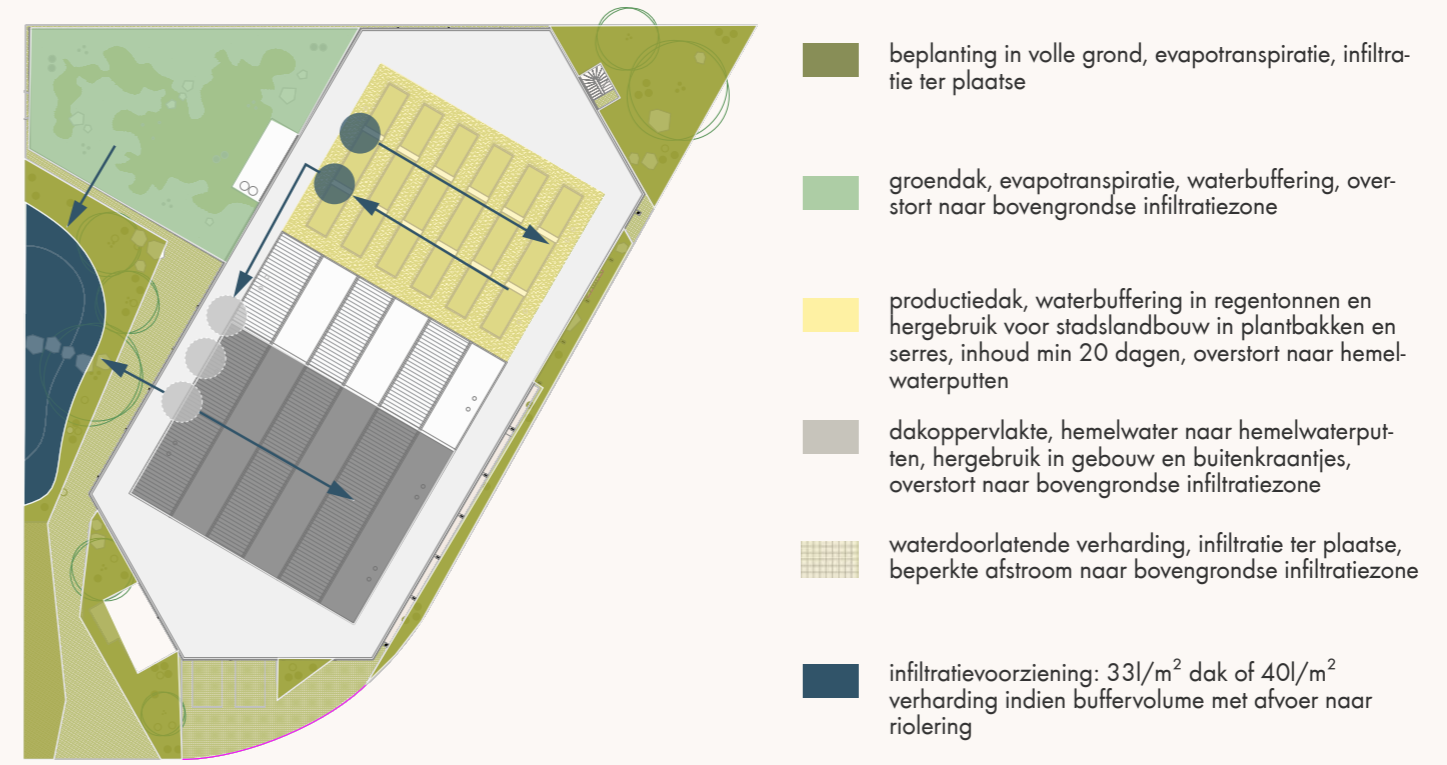 beplanting in volle grond, evapotranspiratie, infiltra-
tie ter plaatse
groendak, evapotranspiratie, waterbuffering, over-
stort naar bovengrondse infiltratiezone
productiedak, waterbuffering in regentonnen en
hergebruik voor stadslandbouw in plantbakken en
serres, inhoud min 20 dagen, overstort naar hemel-
waterputten
dakoppervlakte, hemelwater naar hemelwaterput-
ten, hergebruik in gebouw en buitenkraantjes,
overstort naar bovengrondse infiltratiezone
waterdoorlatende verharding, infiltratie ter plaatse,
beperkte afstroom naar bovengrondse infiltratiezone
infiltratievoorziening: 33l/m² dak of 40l/m²
verharding indien buffervolume met afvoer naar
riolering